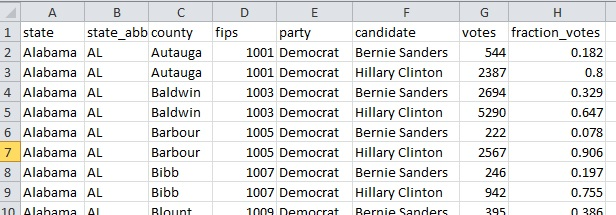 A B C D E F G H
1 state state_abb county fips party candidate votes fraction_votes
2 Alabama AL Autauga 1001 Democrat Bernie Sanders 544 0.182
3 Alabama AL Autauga 1001 Democrat Hillary Clinton 2387 0.8
4 Alabama AL Baldwin 1003 Democrat Bernie Sanders 2694 0.329
5 Alabama AL Baldwin 1003 Democrat Hillary Clinton 5290 0.647
6 Alabama AL Barbour 1005 Democrat Bernie Sanders 222 0.078
7 Alabama AL Barbour 1005 Democrat Hillary Clinton 2567 0.906
8 Alabama AL Bibb 1007 Democrat Bernie Sanders 246 0.197
9 Alabama AL Bibb 1007 Democrat Hillary Clinton 942 0.755
10 Alabama AL Blount 1009 Democrat Bernie Sanders 395 0.386